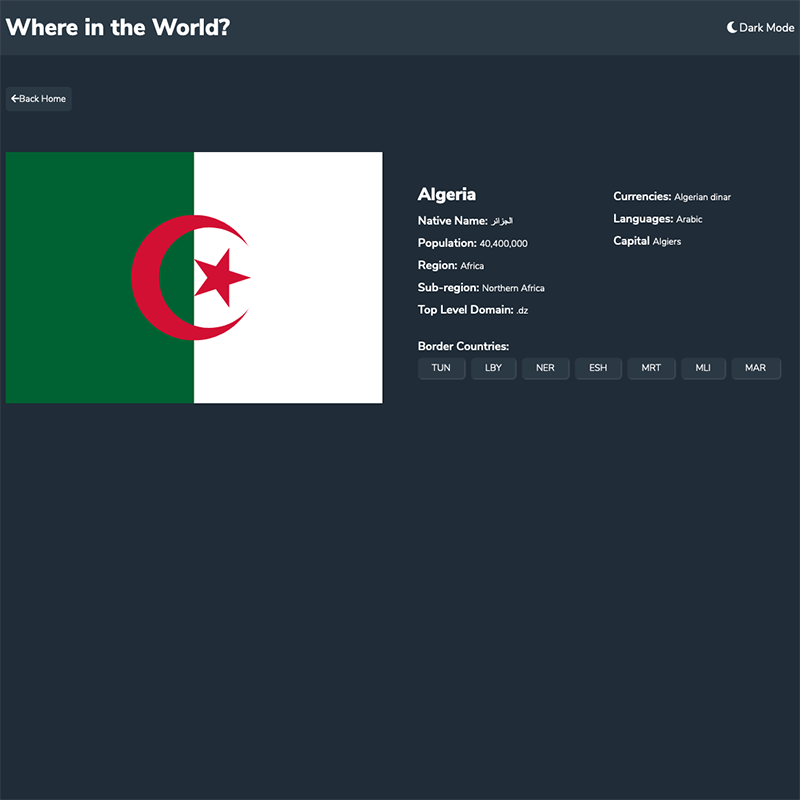 Where in the World?
Dark Mode
Back Home
Algeria
Native Name: الجزائر
Population: 40,400,000
Region: Africa
Sub-region: Northern Africa
Top Level Domain: .dz
Currencies: Algerian dinar
Languages: Arabic
Capital Algiers
Border Countries:
TUN LBY NER ESH MRT MLI MAR